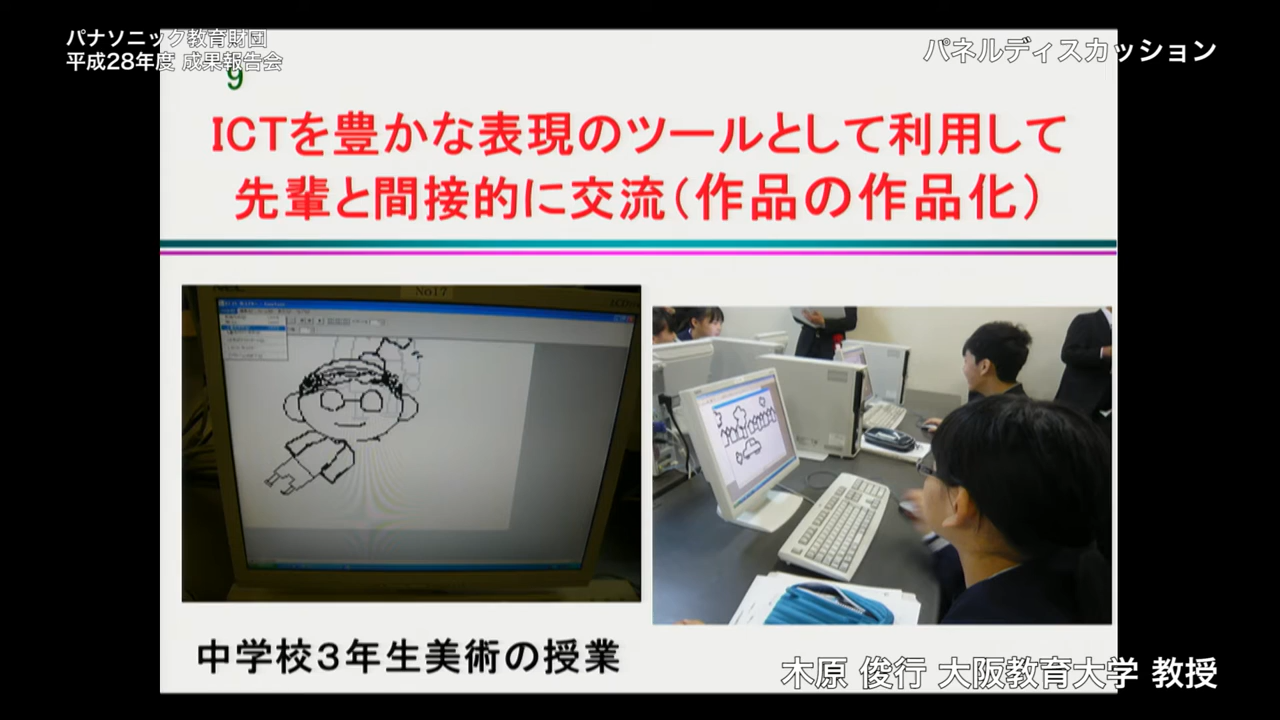 パナソニック教育財団
平成28年度 成果報告会
パネルディスカッション
9
ICTを豊かな表現のツールとして利用して
先輩と間接的に交流(作品の作品化)
No17
中学校3年生美術の授業
木原 俊行 大阪教育大学 教授